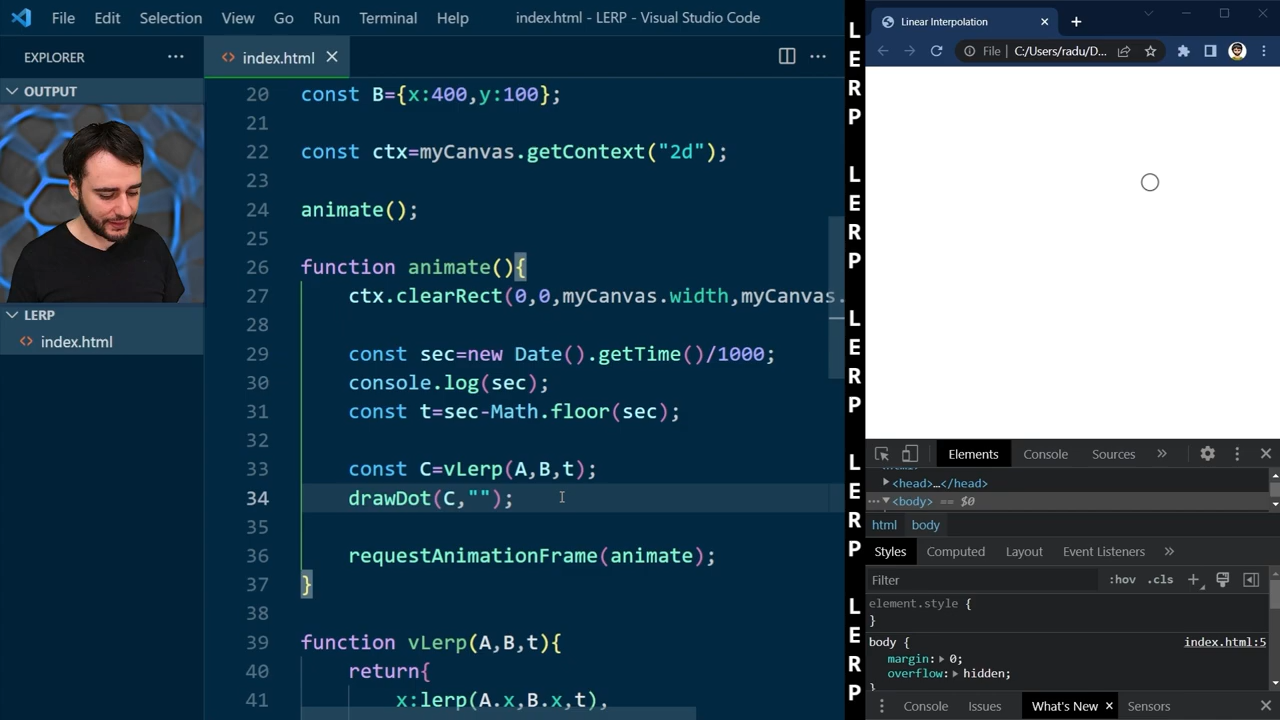 File Edit Selection View Go Run Terminal Help index.html - LERP - Visual Studio Code
EXPLORER
OUTPUT
LERP
index.html
index.html
20 const B={x:400,y:100};
21
22 const ctx=myCanvas.getContext("2d");
23
24 animate();
25
26 function animate(){
27 ctx.clearRect(0,0,myCanvas.width,myCanvas.
28
29 const sec=new Date().getTime()/1000;
30 console.log(sec);
31 const t=sec-Math.floor(sec);
32
33 const C=vLerp(A,B,t);
34 drawDot(C,"");
35
36 requestAnimationFrame(animate);
37 }
38
39 function vLerp(A,B,t){
40 return{
41 x:lerp(A.x,B.x,t),
LERP
LERP
LERP
LERP
LERP
Linear Interpolation
File C:/Users/radu/D...
Elements Console Sources
<head>…</head>
<body> == $0
html body
Styles Computed Layout Event Listeners
Filter :hov .cls
element.style {
}
body { index.html:5
margin: 0;
overflow: hidden;
}
Console Issues What's New Sensors